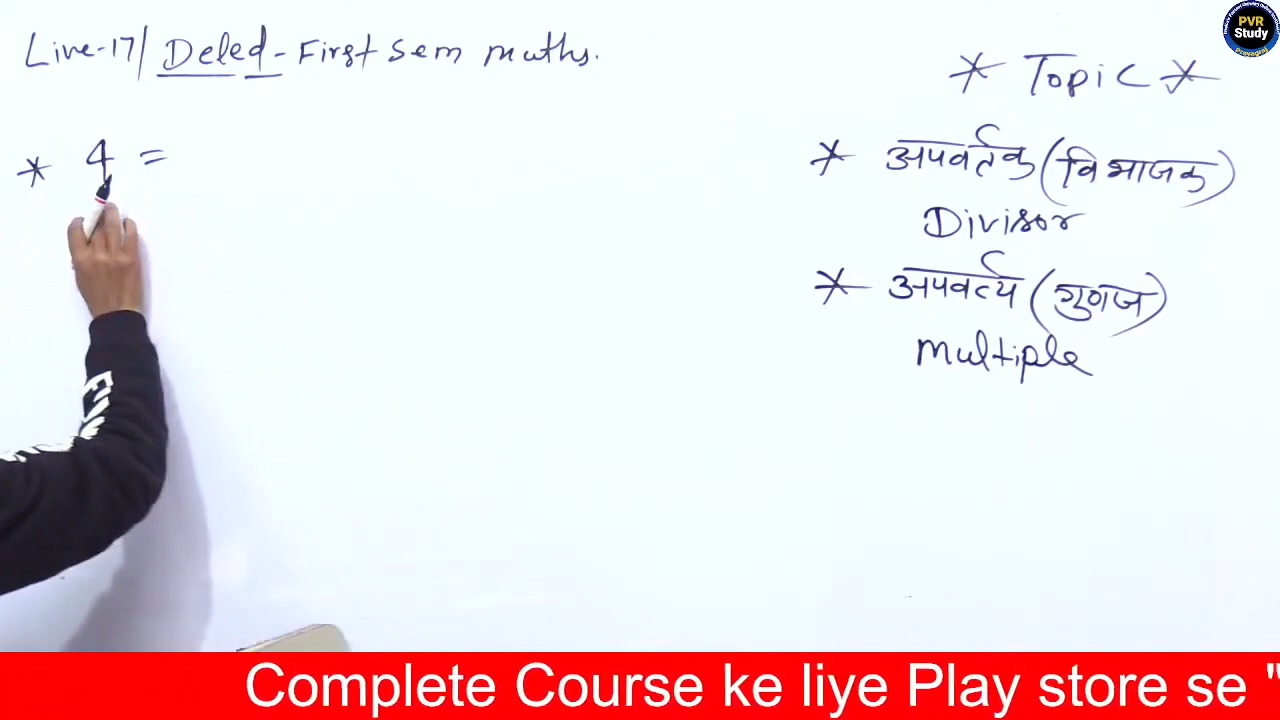 Live-17/ Deled - First Sem maths.
* 4 =
* Topic *
* अपवर्तक (विभाजक)
Divisor
* अपवर्त्य (गुणज)
multiple
PVR
Study
Prayagraj
Complete Course ke liye Play store se "